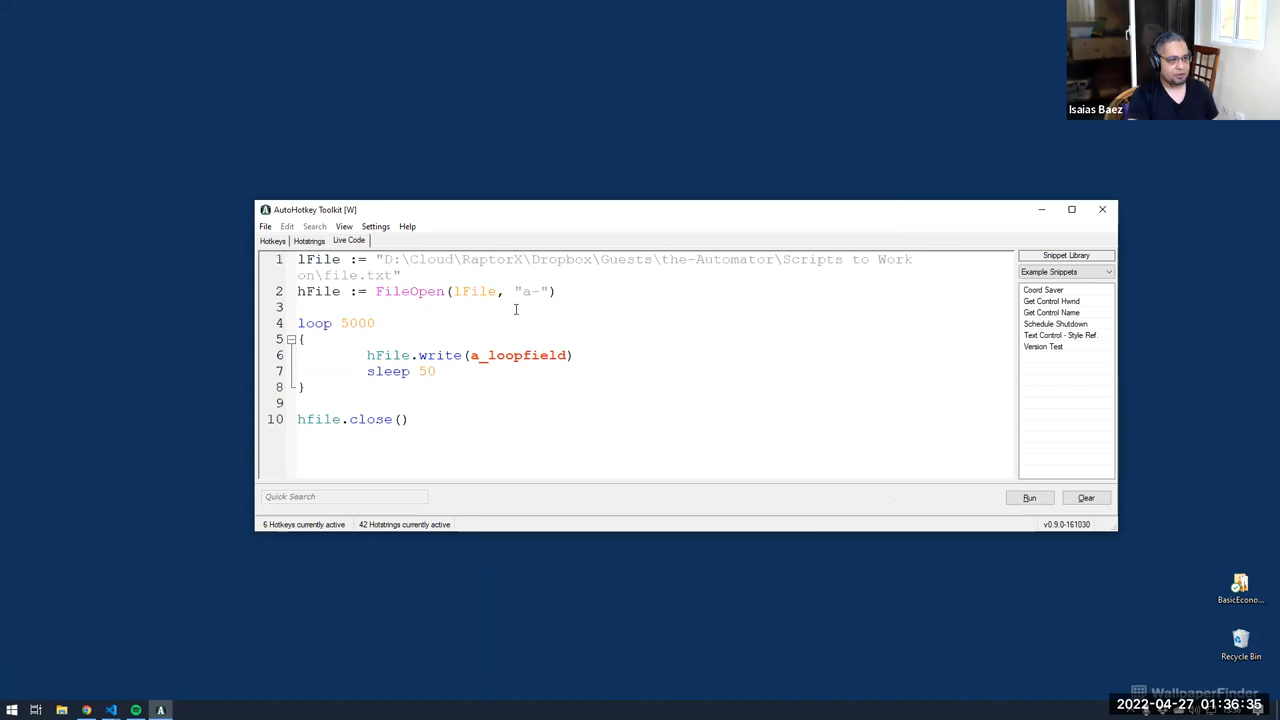 Isaias Baez
AutoHotkey Toolkit [W]
File Edit Search View Settings Help
Hotkeys Hotstrings Live Code
1 lFile := "D:\Cloud\RaptorX\Dropbox\Guests\the-Automator\Scripts to Work
on\file.txt"
2 hFile := FileOpen(lFile, "a-")
3
4 loop 5000
5 {
6 hFile.write(a_loopfield)
7 sleep 50
8 }
9
10 hfile.close()
Snippet Library
Example Snippets
Coord Saver
Get Control Hwnd
Get Control Name
Schedule Shutdown
Text Control - Style Ref.
Version Test
Quick Search
Run Clear
6 Hotkeys currently active 42 Hotstrings currently active v0.9.0-161030
BasicEcono...
Recycle Bin
WallpaperFinder
2022-04-27 01:36:35